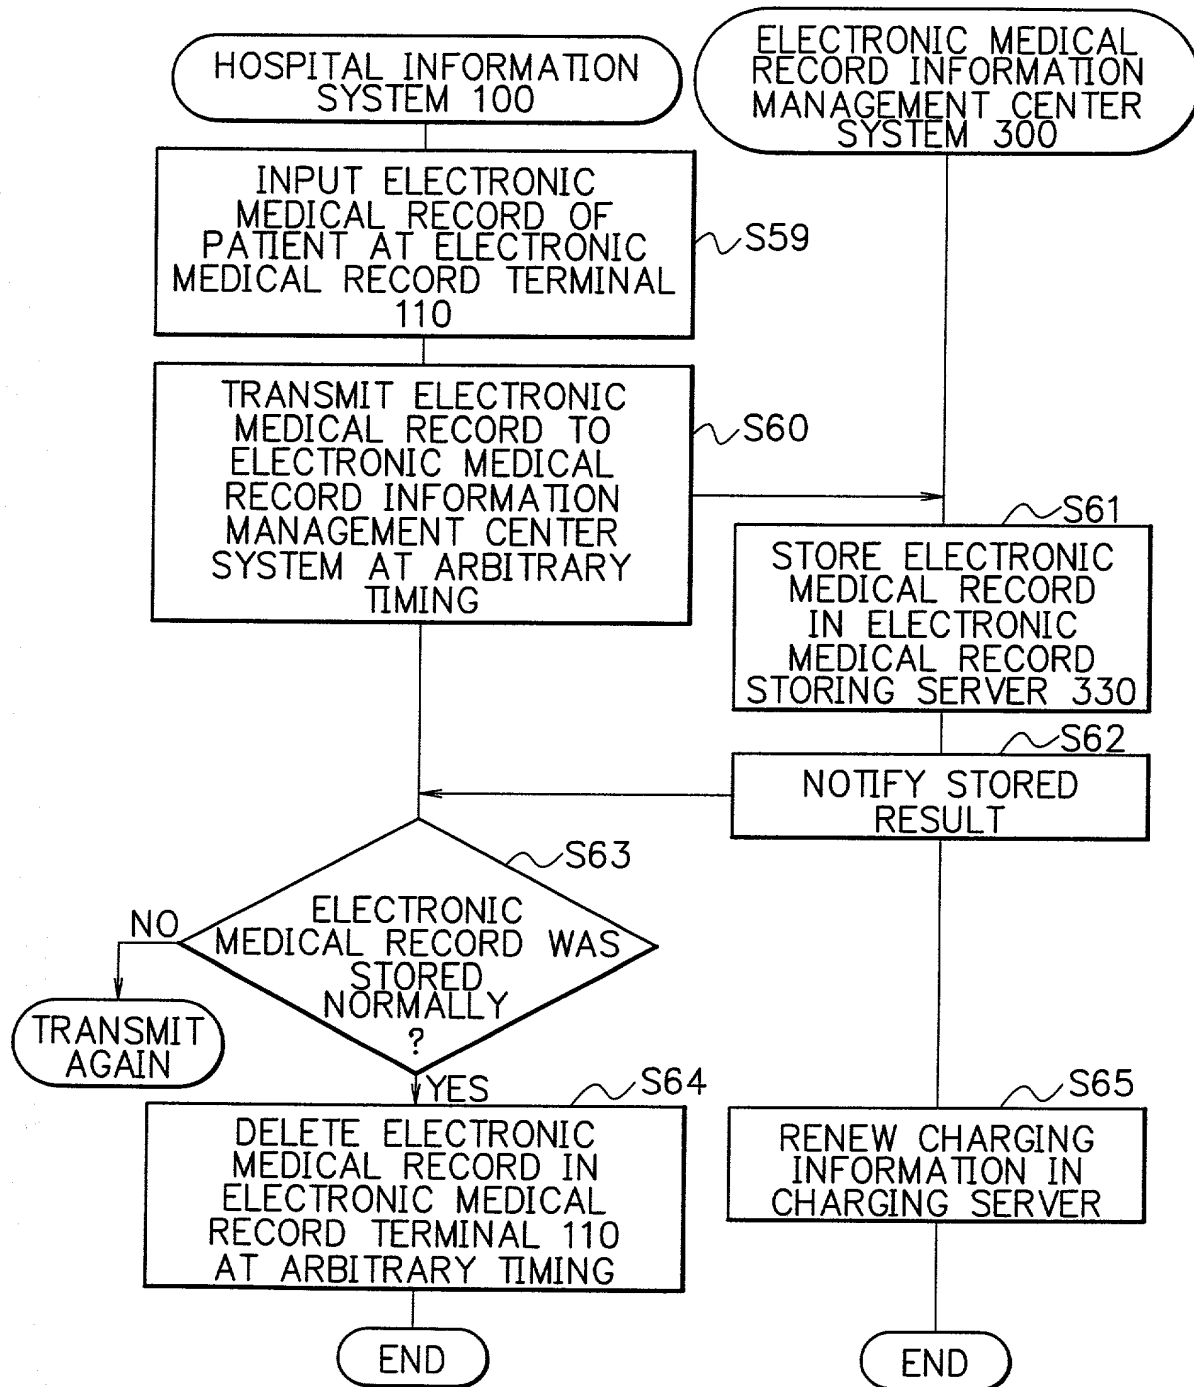 HOSPITAL INFORMATION
SYSTEM 100
ELECTRONIC MEDICAL
RECORD INFORMATION
MANAGEMENT CENTER
SYSTEM 300
INPUT ELECTRONIC
MEDICAL RECORD OF
PATIENT AT ELECTRONIC
MEDICAL RECORD TERMINAL
110
S59
TRANSMIT ELECTRONIC
MEDICAL RECORD TO
ELECTRONIC MEDICAL
RECORD INFORMATION
MANAGEMENT CENTER
SYSTEM AT ARBITRARY
TIMING
S60
S61
STORE ELECTRONIC
MEDICAL RECORD
IN ELECTRONIC
MEDICAL RECORD
STORING SERVER 330
S62
NOTIFY STORED
RESULT
S63
ELECTRONIC
MEDICAL RECORD WAS
STORED
NORMALLY
?
NO
TRANSMIT
AGAIN
YES
S64
DELETE ELECTRONIC
MEDICAL RECORD IN
ELECTRONIC MEDICAL
RECORD TERMINAL 110
AT ARBITRARY TIMING
S65
RENEW CHARGING
INFORMATION IN
CHARGING SERVER
END
END